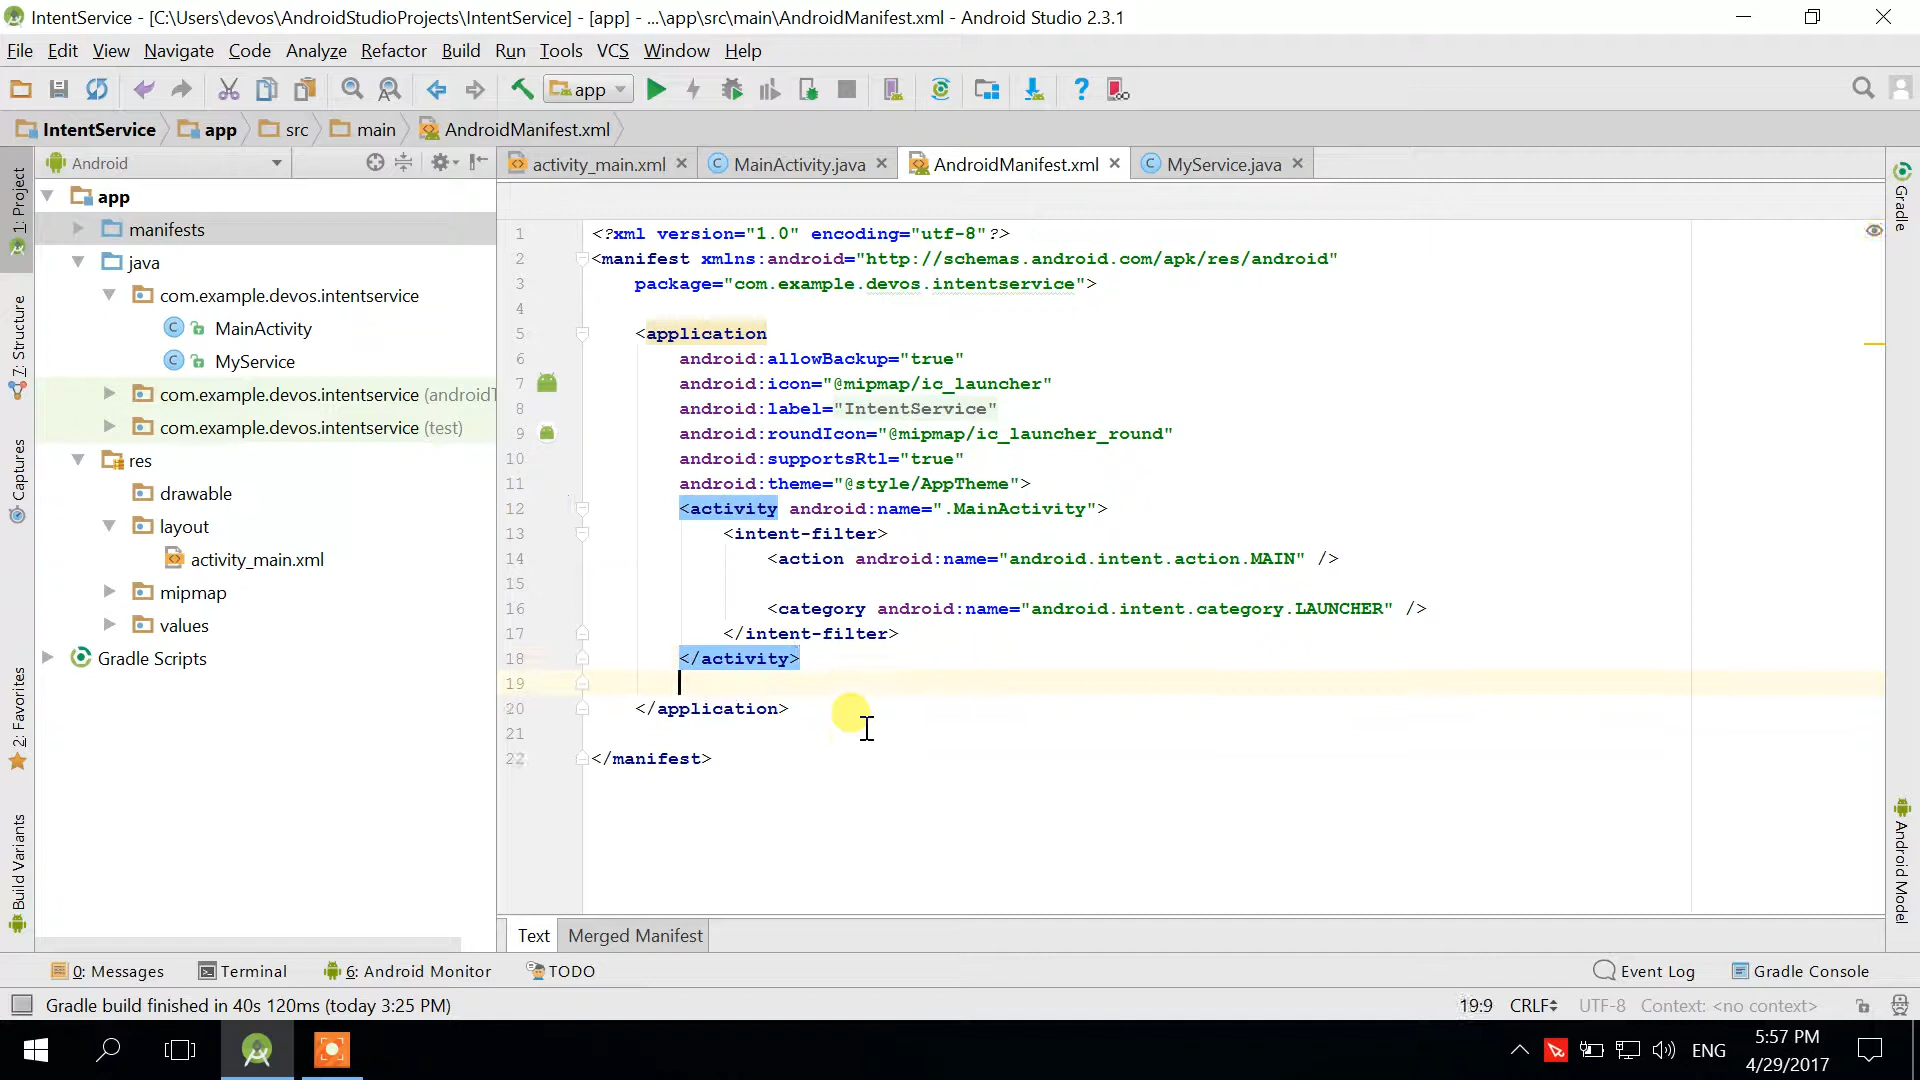 IntentService - [C:\Users\devos\AndroidStudioProjects\IntentService] - [app] - ...\app\src\main\AndroidManifest.xml - Android Studio 2.3.1
File Edit View Navigate Code Analyze Refactor Build Run Tools VCS Window Help
app
IntentService app src main AndroidManifest.xml
Android
activity_main.xml MainActivity.java AndroidManifest.xml MyService.java
1: Project
7: Structure
Captures
2: Favorites
Build Variants
app
manifests
java
com.example.devos.intentservice
MainActivity
MyService
com.example.devos.intentservice (androidT
com.example.devos.intentservice (test)
res
drawable
layout
activity_main.xml
mipmap
values
Gradle Scripts
1 <?xml version="1.0" encoding="utf-8"?>
2 <manifest xmlns:android="http://schemas.android.com/apk/res/android"
3 package="com.example.devos.intentservice">
4
5 <application
6 android:allowBackup="true"
7 android:icon="@mipmap/ic_launcher"
8 android:label="IntentService"
9 android:roundIcon="@mipmap/ic_launcher_round"
10 android:supportsRtl="true"
11 android:theme="@style/AppTheme">
12 <activity android:name=".MainActivity">
13 <intent-filter>
14 <action android:name="android.intent.action.MAIN" />
15
16 <category android:name="android.intent.category.LAUNCHER" />
17 </intent-filter>
18 </activity>
19
20 </application>
21
22 </manifest>
Gradle
Android Model
Text Merged Manifest
0: Messages Terminal 6: Android Monitor TODO Event Log Gradle Console
Gradle build finished in 40s 120ms (today 3:25 PM) 19:9 CRLF UTF-8 Context: <no context>
ENG
5:57 PM
4/29/2017